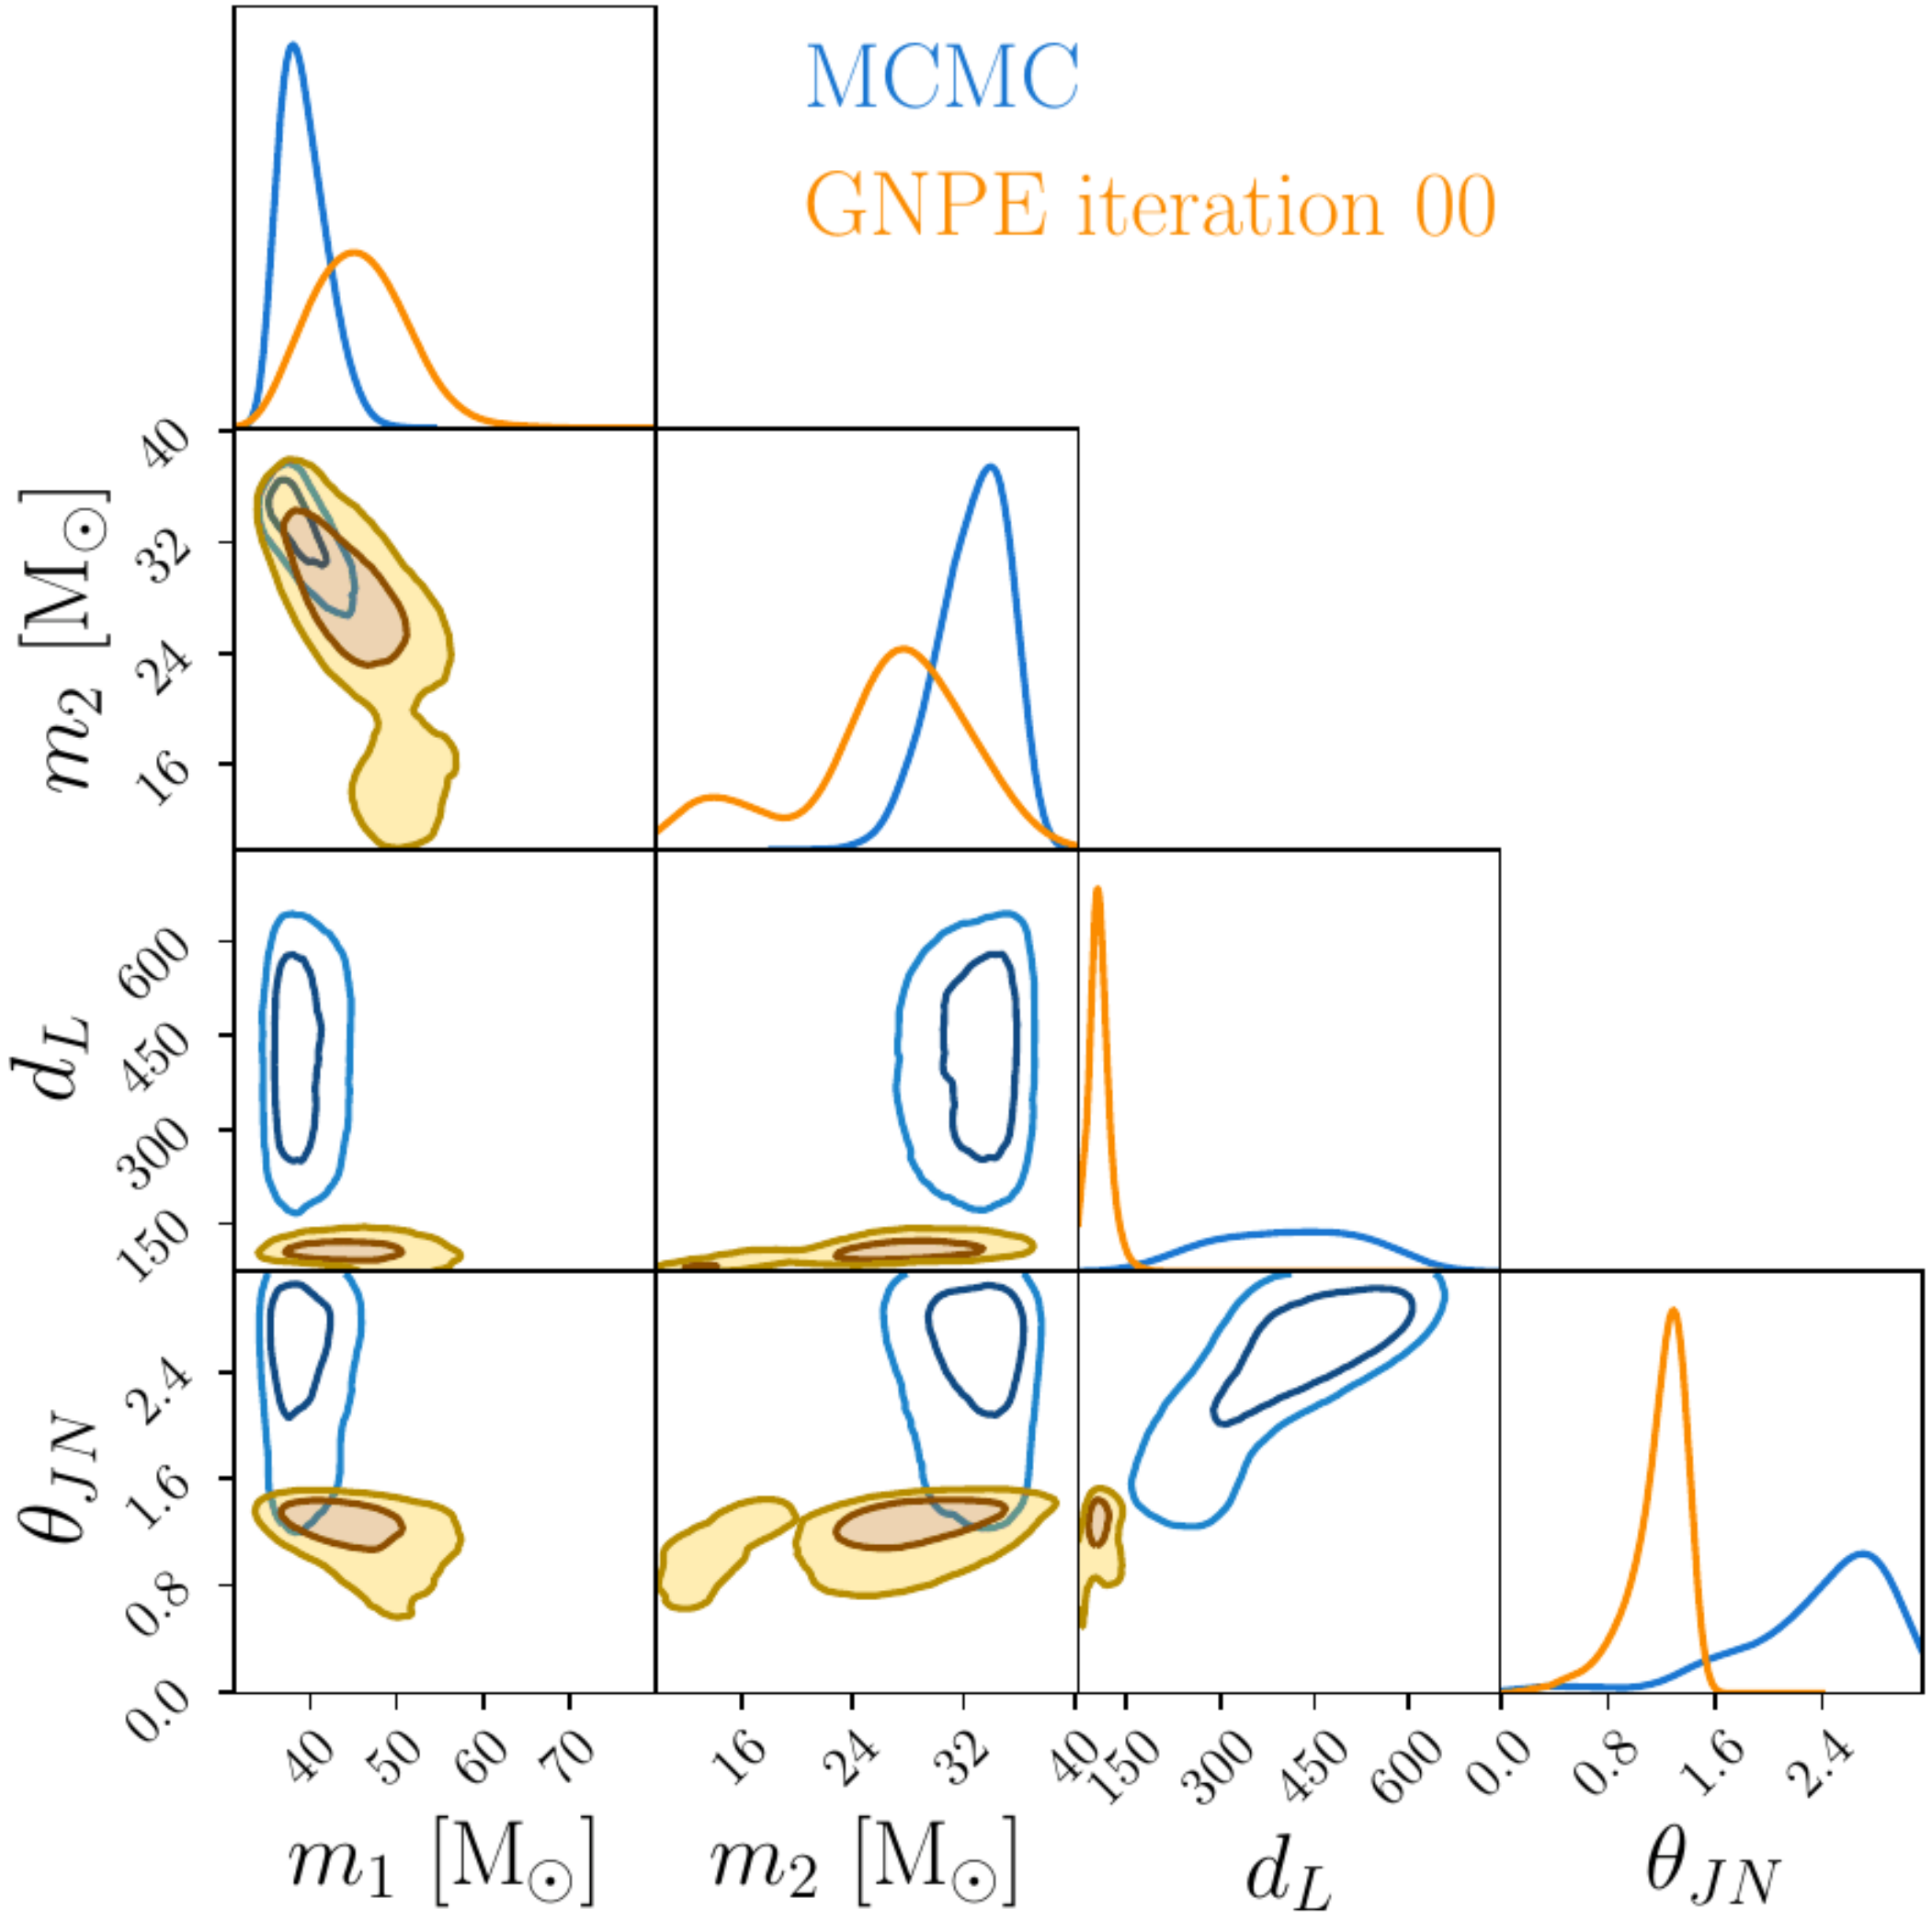 MCMC
GNPE iteration 00
40
32
24
16
m₂ [M⊙]
600
450
300
150
d_L
2.4
1.6
0.8
0.0
θ_JN
40 50 60 70
16 24 32 40
150 300 450 600
0.0 0.8 1.6 2.4
m₁ [M⊙] m₂ [M⊙] d_L θ_JN